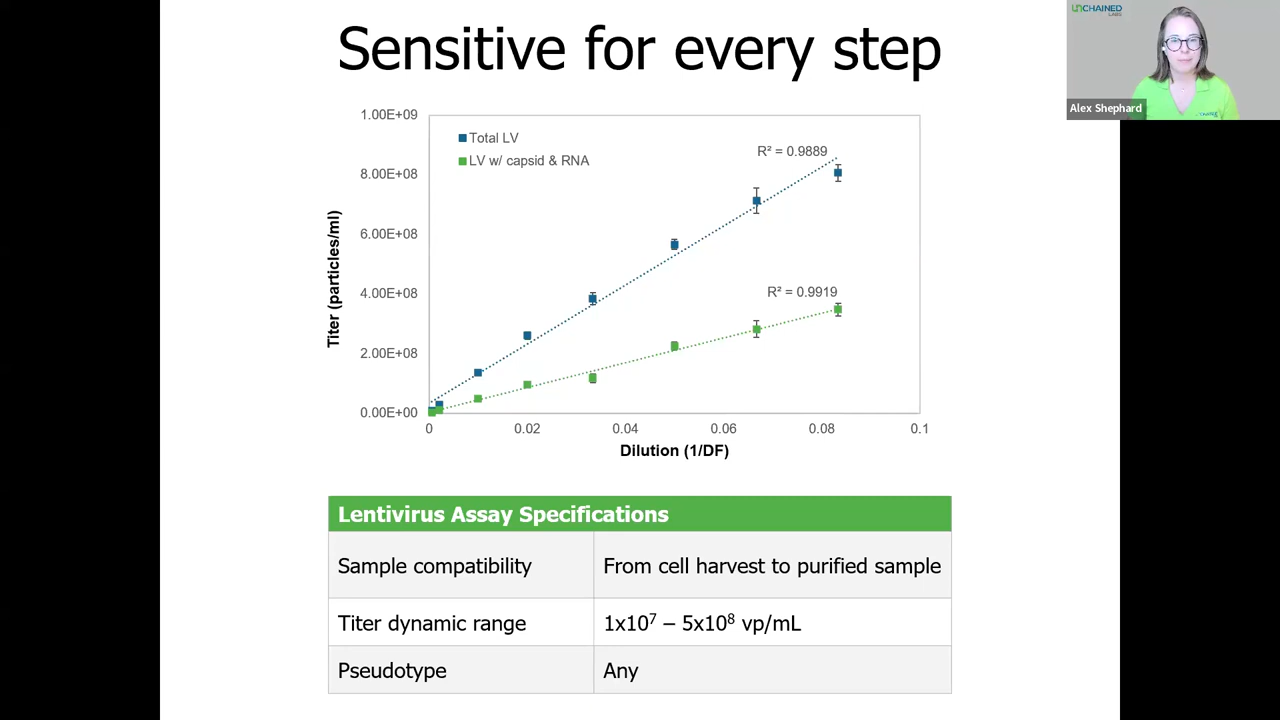 Sensitive for every step
UNCHAINED
LABS
Alex Shephard
1.00E+09
8.00E+08
6.00E+08
4.00E+08
2.00E+08
0.00E+00
Titer (particles/ml)
Total LV
LV w/ capsid & RNA
R² = 0.9889
R² = 0.9919
0 0.02 0.04 0.06 0.08 0.1
Dilution (1/DF)
Lentivirus Assay Specifications
Sample compatibility From cell harvest to purified sample
Titer dynamic range 1x10⁷ – 5x10⁸ vp/mL
Pseudotype Any